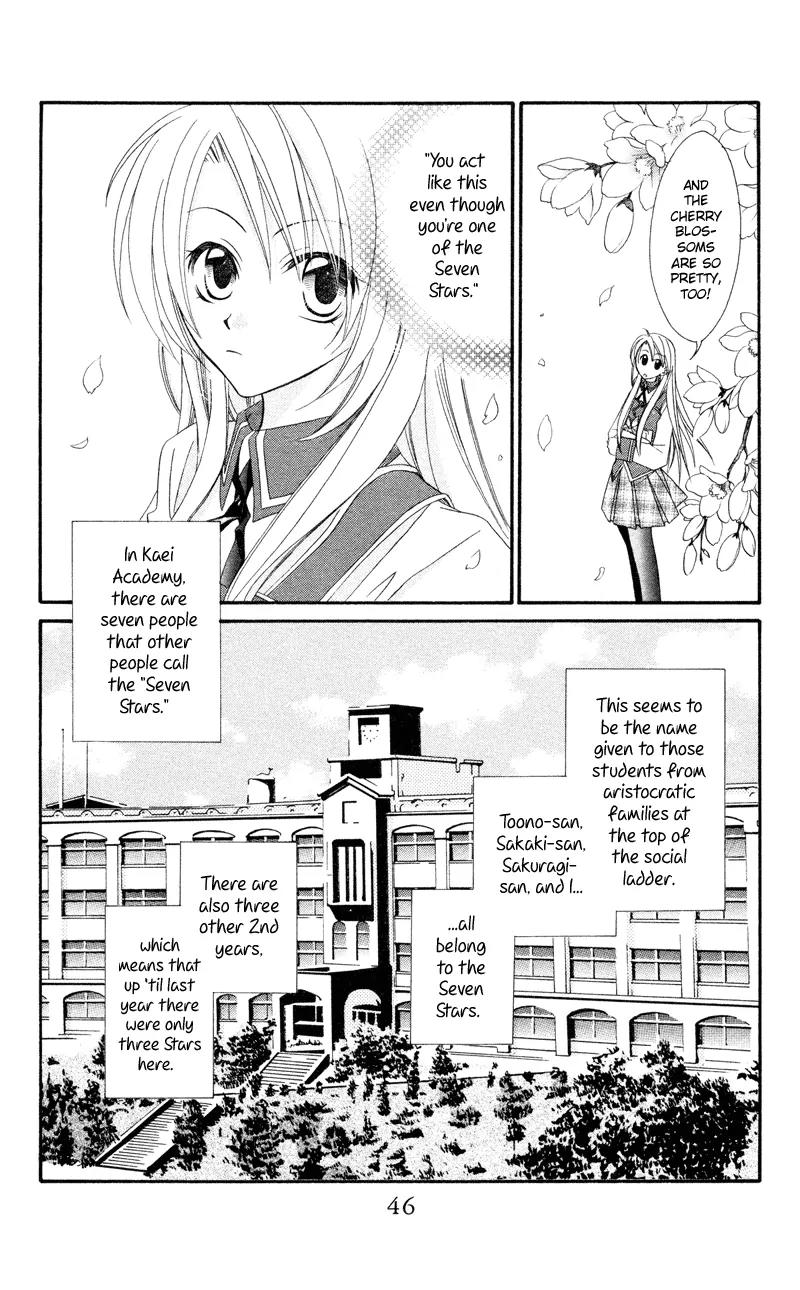 AND
THE
CHERRY
BLOS-
SOMS
ARE SO
PRETTY,
TOO!
"You act
like this
even though
you're one
of the
Seven
Stars."
In Kaei
Academy,
there are
seven people
that other
people call
the "Seven
Stars."
This seems to
be the name
given to those
students from
aristocratic
families at
the top of
the social
ladder.
Toono-san,
Sakaki-san,
Sakuragi-
san, and I...
...all
belong
to the
Seven
Stars.
There are
also three
other 2nd
years,
which
means that
up 'til last
year there
were only
three Stars
here.
46